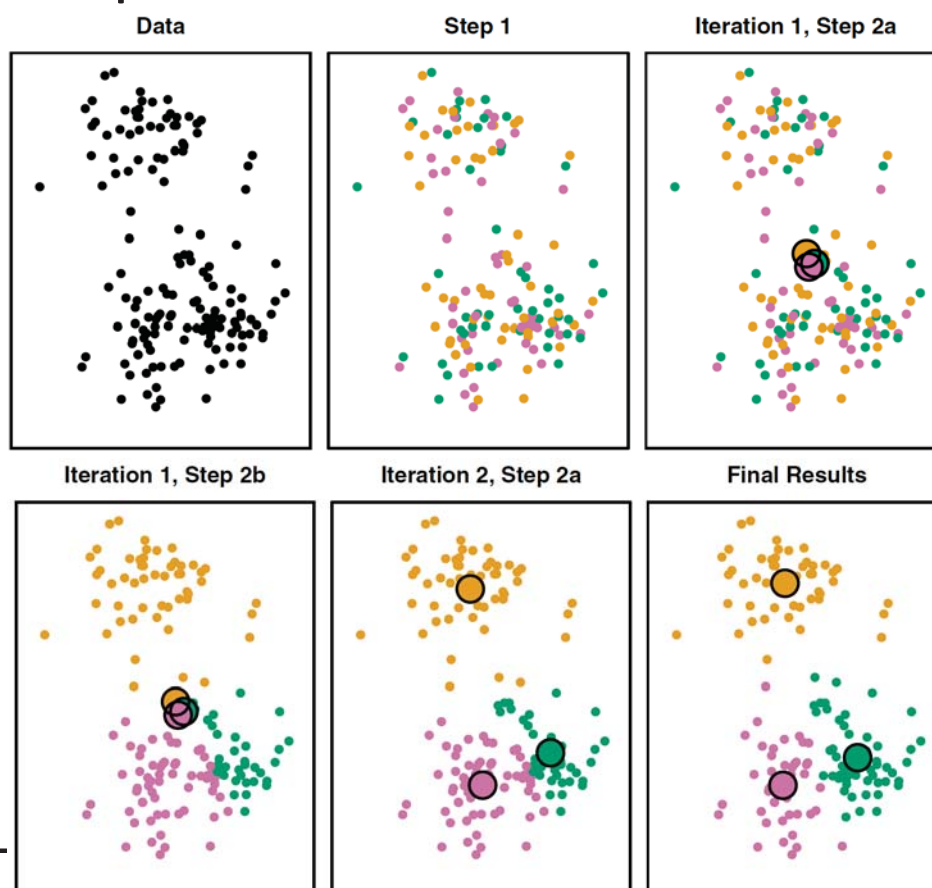 Data
Step 1
Iteration 1, Step 2a
Iteration 1, Step 2b
Iteration 2, Step 2a
Final Results